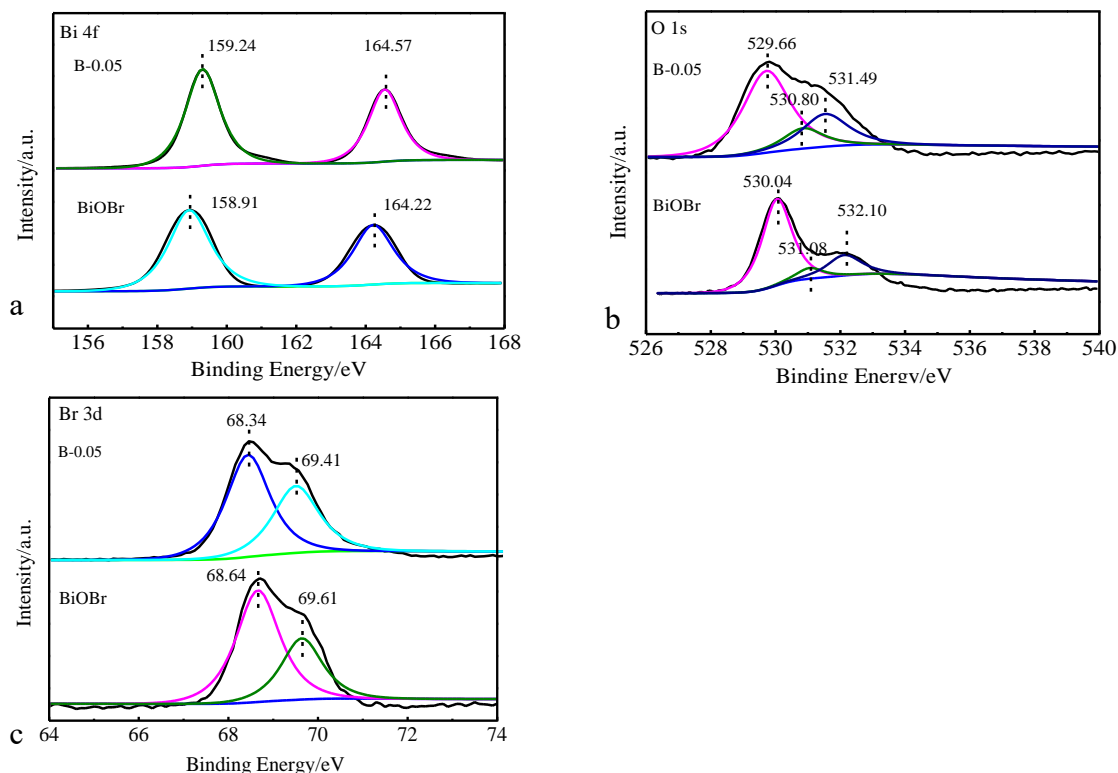 Bi 4f
B-0.05
159.24
164.57
BiOBr
158.91
164.22
Intensity/a.u.
156 158 160 162 164 166 168
Binding Energy/eV
a
O 1s
B-0.05
529.66
530.80
531.49
BiOBr
530.04
531.08
532.10
Intensity/a.u.
526 528 530 532 534 536 538 540
Binding Energy/eV
b
Br 3d
B-0.05
68.34
69.41
BiOBr
68.64
69.61
Intensity/a.u.
64 66 68 70 72 74
Binding Energy/eV
c